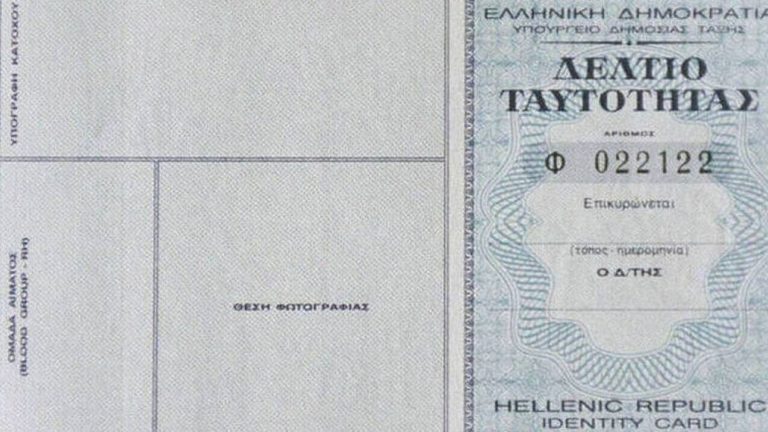 ΥΠΟΓΡΑΦΗ ΚΑΤΟΧΟΥ
ΟΜΑΔΑ ΑΙΜΑΤΟΣ
(BLOOD GROUP - RH)
ΘΕΣΗ ΦΩΤΟΓΡΑΦΙΑΣ
ΕΛΛΗΝΙΚΗ ΔΗΜΟΚΡΑΤΙΑ
ΥΠΟΥΡΓΕΙΟ ΔΗΜΟΣΙΑΣ ΤΑΞΗΣ
ΔΕΛΤΙΟ
ΤΑΥΤΟΤΗΤΑΣ
ΑΡΙΘΜΟΣ
Φ 022122
Επικυρώνεται
(τόπος - ημερομηνία)
Ο Δ/ΤΗΣ
HELLENIC REPUBLIC
IDENTITY CARD